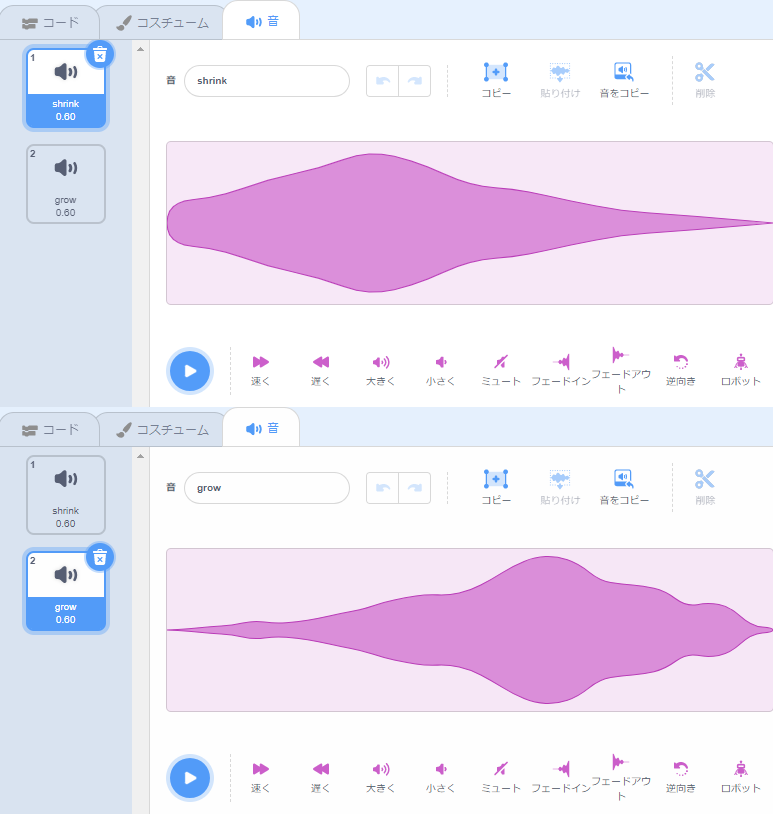 コード
コスチューム
音
1
shrink
0.60
2
grow
0.60
音
shrink
コピー
貼り付け
音をコピー
削除
速く
遅く
大きく
小さく
ミュート
フェードイン
フェードアウ
ト
逆向き
ロボット
コード
コスチューム
音
1
shrink
0.60
2
grow
0.60
音
grow
コピー
貼り付け
音をコピー
削除
速く
遅く
大きく
小さく
ミュート
フェードイン
フェードアウ
ト
逆向き
ロボット